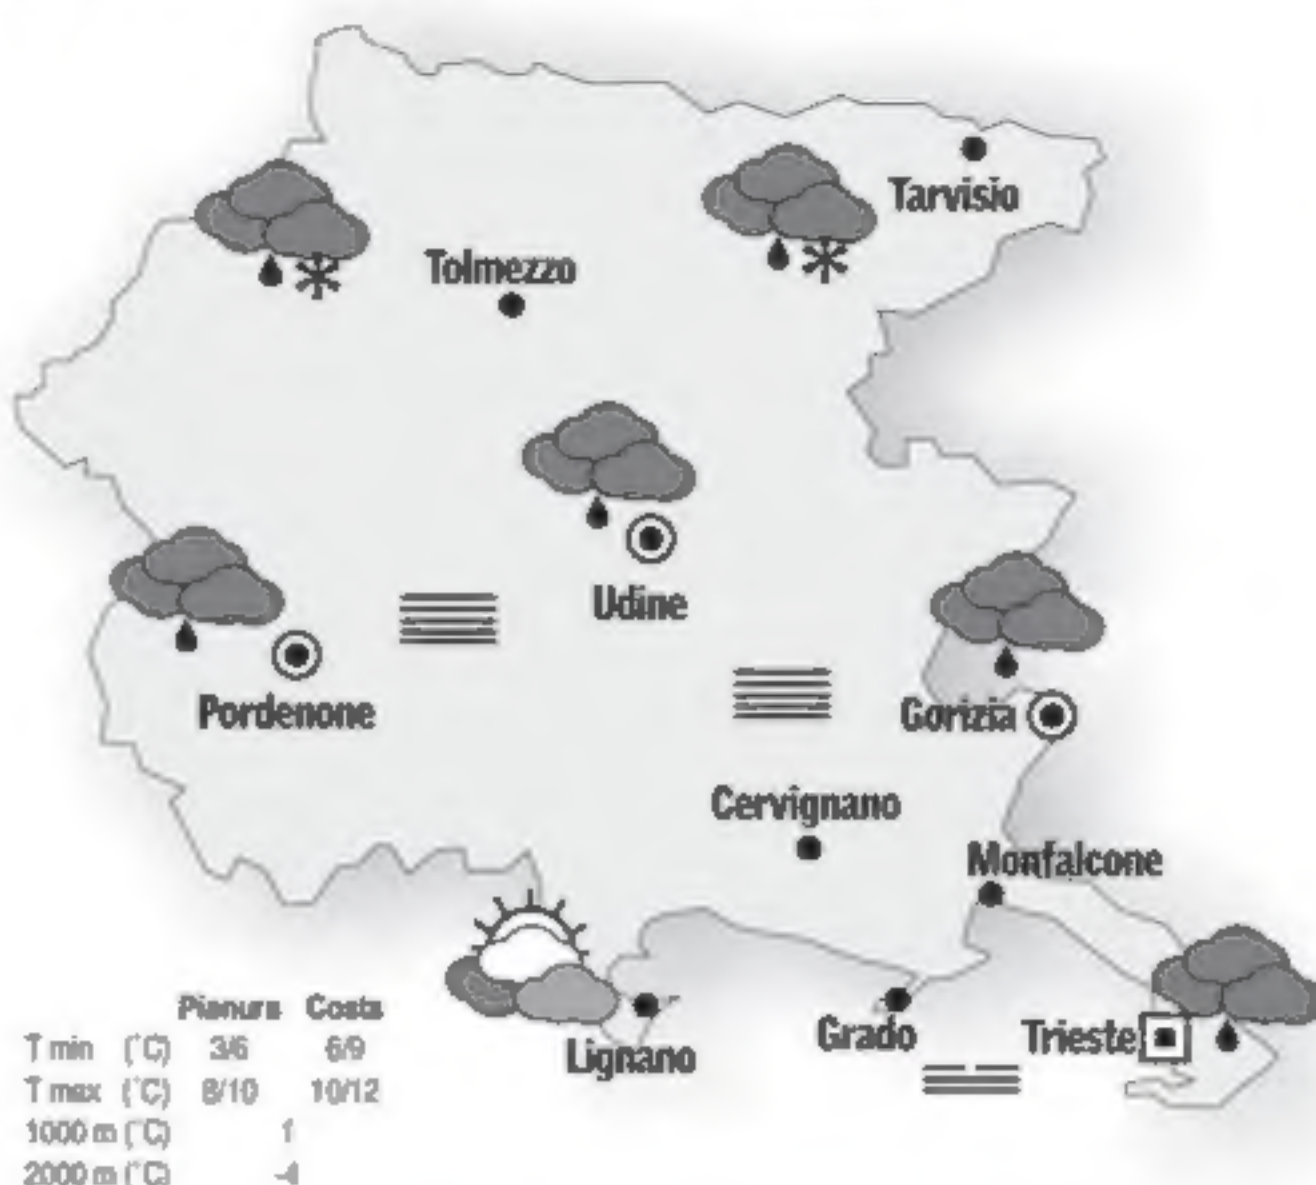 Tarvisio
Tolmezzo
Udine
Pordenone
Gorizia
Cervignano
Monfalcone
Grado
Trieste
Lignano
Pianura Costa
T min (°C) 3/6 6/9
T max (°C) 8/10 10/12
1000 m (°C) 1
2000 m (°C) -4